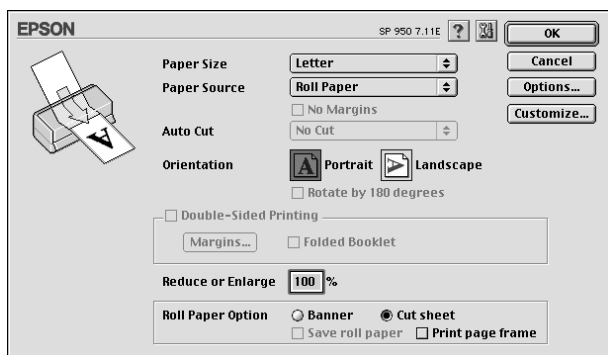 EPSON
SP 950 7.11E
?
OK
Paper Size
Letter
Cancel
Paper Source
Roll Paper
Options...
No Margins
Customize...
Auto Cut
No Cut
Orientation
A Portrait A Landscape
Rotate by 180 degrees
Double-Sided Printing
Margins... Folded Booklet
Reduce or Enlarge 100 %
Roll Paper Option Banner Cut sheet
Save roll paper Print page frame
A